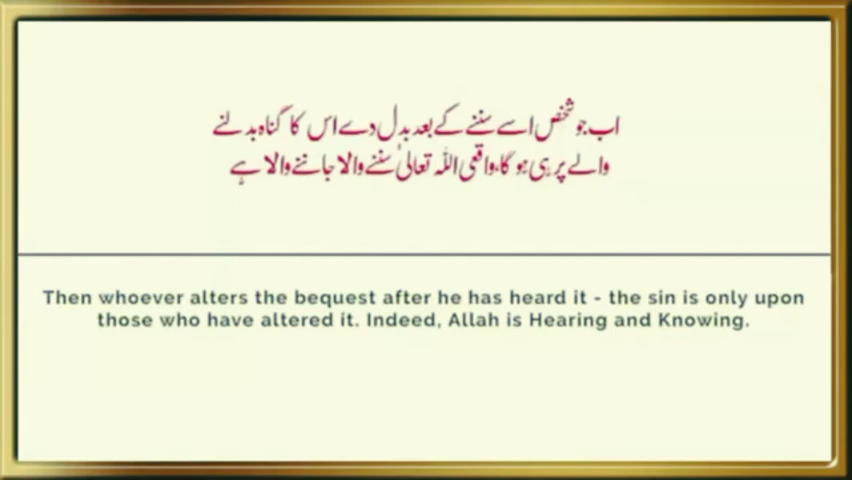 اب جو شخص اسے سننے کے بعد بدل دے اس کا گناہ بدلنے
والے پر ہی ہو گا،واقعی اللہ تعالیٰ سننے والا جاننے والا ہے
Then whoever alters the bequest after he has heard it - the sin is only upon
those who have altered it. Indeed, Allah is Hearing and Knowing.